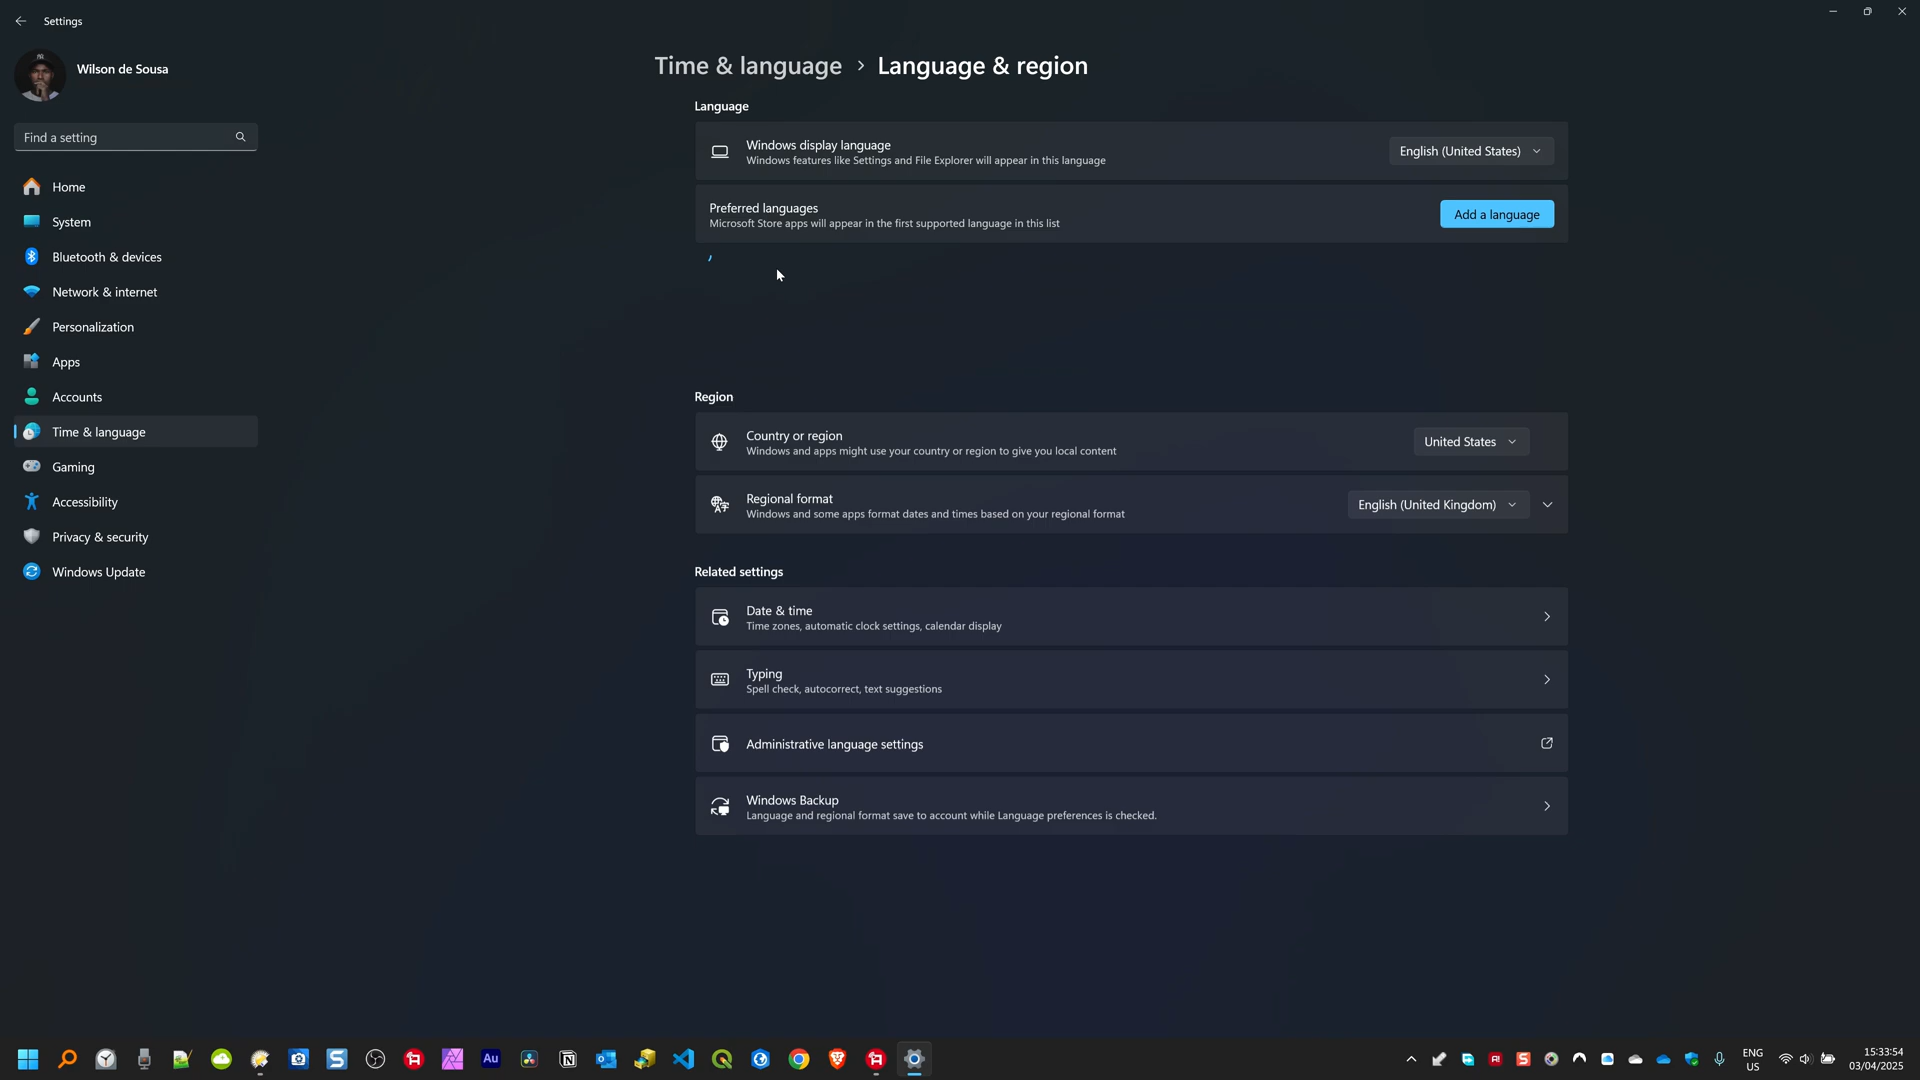 Settings
Wilson de Sousa
Find a setting
Home
System
Bluetooth & devices
Network & internet
Personalization
Apps
Accounts
Time & language
Gaming
Accessibility
Privacy & security
Windows Update
Time & language > Language & region
Language
Windows display language
Windows features like Settings and File Explorer will appear in this language
English (United States)
Preferred languages
Microsoft Store apps will appear in the first supported language in this list
Add a language
Region
Country or region
Windows and apps might use your country or region to give you local content
United States
Regional format
Windows and some apps format dates and times based on your regional format
English (United Kingdom)
Related settings
Date & time
Time zones, automatic clock settings, calendar display
Typing
Spell check, autocorrect, text suggestions
Administrative language settings
Windows Backup
Language and regional format save to account while Language preferences is checked.
Au
ENG
US
15:33:54
03/04/2025